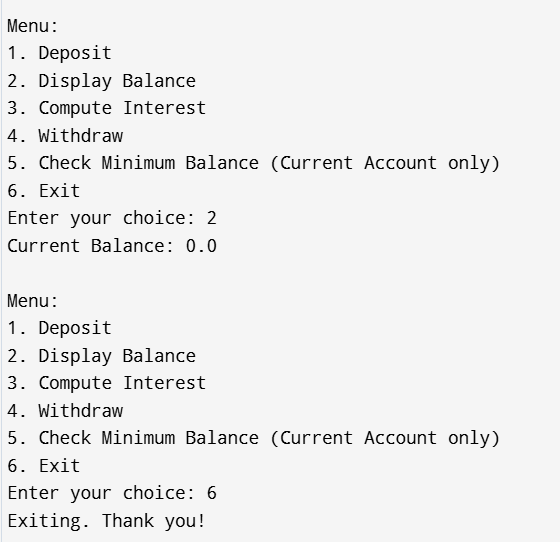 Menu:
1. Deposit
2. Display Balance
3. Compute Interest
4. Withdraw
5. Check Minimum Balance (Current Account only)
6. Exit
Enter your choice: 2
Current Balance: 0.0

Menu:
1. Deposit
2. Display Balance
3. Compute Interest
4. Withdraw
5. Check Minimum Balance (Current Account only)
6. Exit
Enter your choice: 6
Exiting. Thank you!